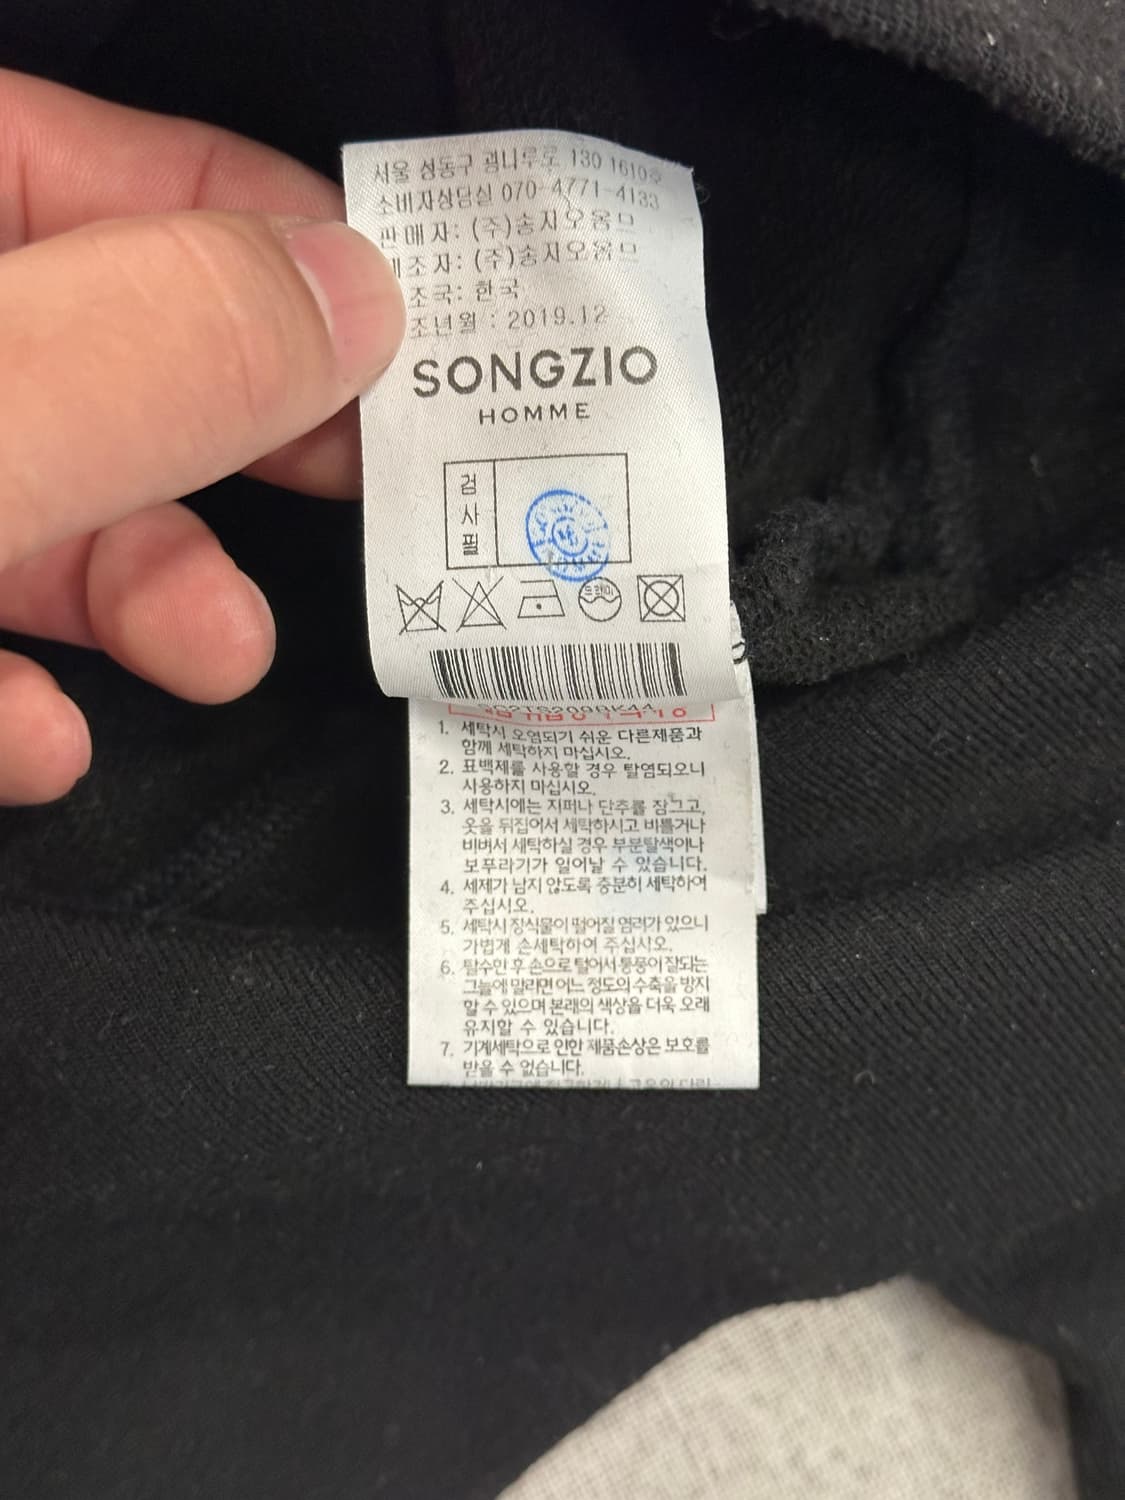 서울 성동구 광나루로 130 1610호
소비자상담실 070-4771-4133
판매자: (주)송지오옴므
제조자: (주)송지오옴므
조국: 한국
조년월 : 2019.12
SONGZIO
HOMME
검
사
필
드라이
1. 세탁시 오염되기 쉬운 다른제품과
함께 세탁하지 마십시오.
2. 표백제를 사용할 경우 탈염되오니
사용하지 마십시오.
3. 세탁시에는 지퍼나 단추를 잠그고,
옷을 뒤집어서 세탁하시고 비틀거나
비벼서 세탁하실 경우 부분탈색이나
보푸라기가 일어날 수 있습니다.
4. 세제가 남지 않도록 충분히 세탁하여
주십시오.
5. 세탁시 장식물이 떨어질 염려가 있으니
가볍게 손세탁하여 주십시오.
6. 탈수한 후 손으로 털어서 통풍이 잘되는
그늘에 말리면 어느 정도의 수축을 방지
할 수 있으며 본래의 색상을 더욱 오래
유지할 수 있습니다.
7. 기계세탁으로 인한 제품손상은 보호를
받을 수 없습니다.